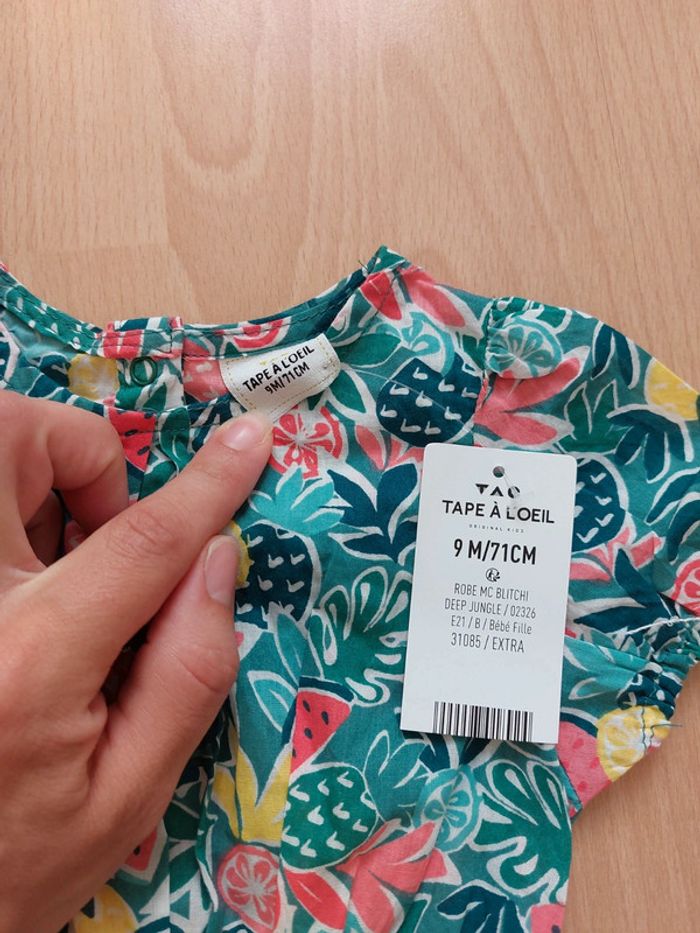 TAPE À L'OEIL
9M/71CM
TAO
TAPE À L'OEIL
ORIGINAL KIDS
9 M/71CM
ROBE MC BLITCHI
DEEP JUNGLE / 02326
E21 / B / Bébé Fille
31085 / EXTRA